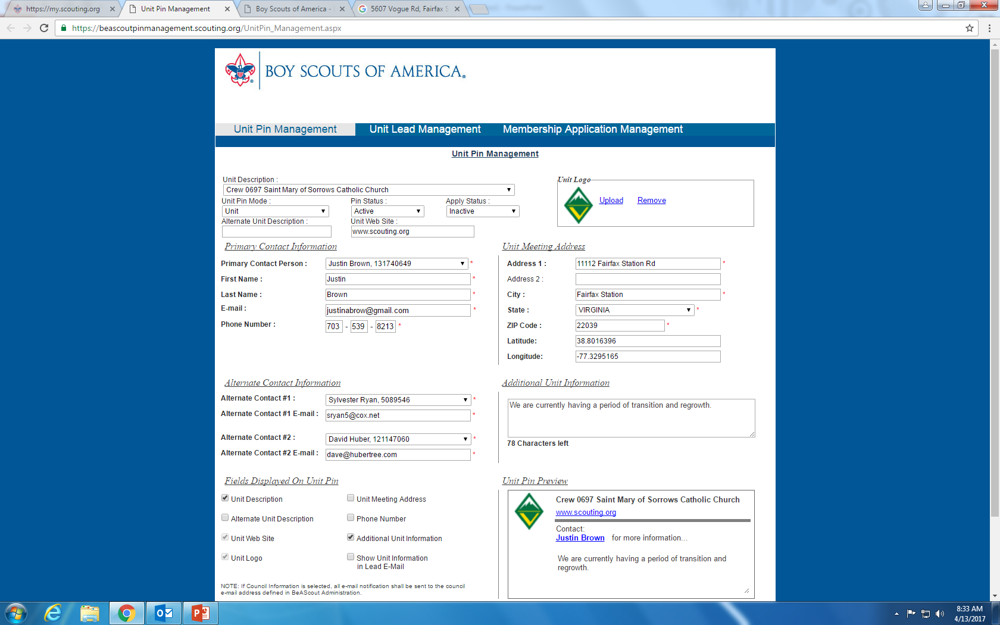 https://my.scouting.org
Unit Pin Management
Boy Scouts of America -
5607 Vogue Rd, Fairfax S
https://beascoutpinmanagement.scouting.org/UnitPin_Management.aspx
BOY SCOUTS OF AMERICA®
Unit Pin Management
Unit Lead Management
Membership Application Management
Unit Pin Management
Unit Description :
Crew 0697 Saint Mary of Sorrows Catholic Church
Unit Pin Mode :
Pin Status :
Apply Status :
Unit
Active
Inactive
Alternate Unit Description :
Unit Web Site :
www.scouting.org
Unit Logo
Upload
Remove
Primary Contact Information
Primary Contact Person :
Justin Brown, 131740649 *
First Name :
Justin *
Last Name :
Brown *
E-mail :
justinabrow@gmail.com *
Phone Number :
703 - 539 - 8213 *
Unit Meeting Address
Address 1 :
11112 Fairfax Station Rd *
Address 2 :
City :
Fairfax Station *
State :
VIRGINIA *
ZIP Code :
22039 *
Latitude:
38.8016396
Longitude:
-77.3295165
Alternate Contact Information
Alternate Contact #1 :
Sylvester Ryan, 5089546 *
Alternate Contact #1 E-mail :
sryan5@cox.net *
Alternate Contact #2 :
David Huber, 121147060 *
Alternate Contact #2 E-mail :
dave@hubertree.com *
Additional Unit Information
We are currently having a period of transition and regrowth.
78 Characters left
Fields Displayed On Unit Pin
Unit Description
Unit Meeting Address
Alternate Unit Description
Phone Number
Unit Web Site
Additional Unit Information
Unit Logo
Show Unit Information
in Lead E-Mail
NOTE: If Council Information is selected, all e-mail notification shall be sent to the council
e-mail address defined in BeAScout Administration.
Unit Pin Preview
Crew 0697 Saint Mary of Sorrows Catholic Church
www.scouting.org
Contact:
Justin Brown for more information...
We are currently having a period of transition and
regrowth.
8:33 AM
4/13/2017